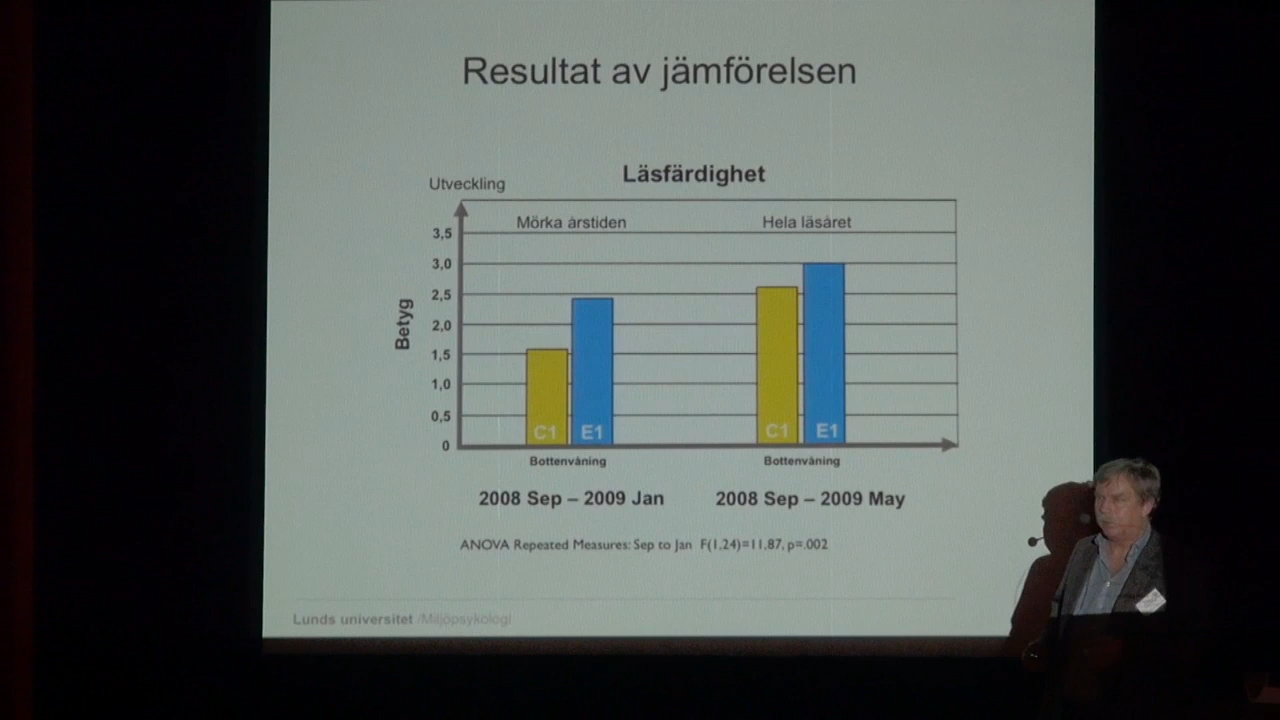 Resultat av jämförelsen
Läsfärdighet
Utveckling
Mörka årstiden
Hela läsåret
3,5
3,0
2,5
2,0
1,5
1,0
0,5
0
Betyg
C1
E1
C1
E1
Bottenvåning
Bottenvåning
2008 Sep – 2009 Jan
2008 Sep – 2009 May
ANOVA Repeated Measures: Sep to Jan F(1,24)=11,87, p=.002
Lunds universitet /Miljöpsykologi